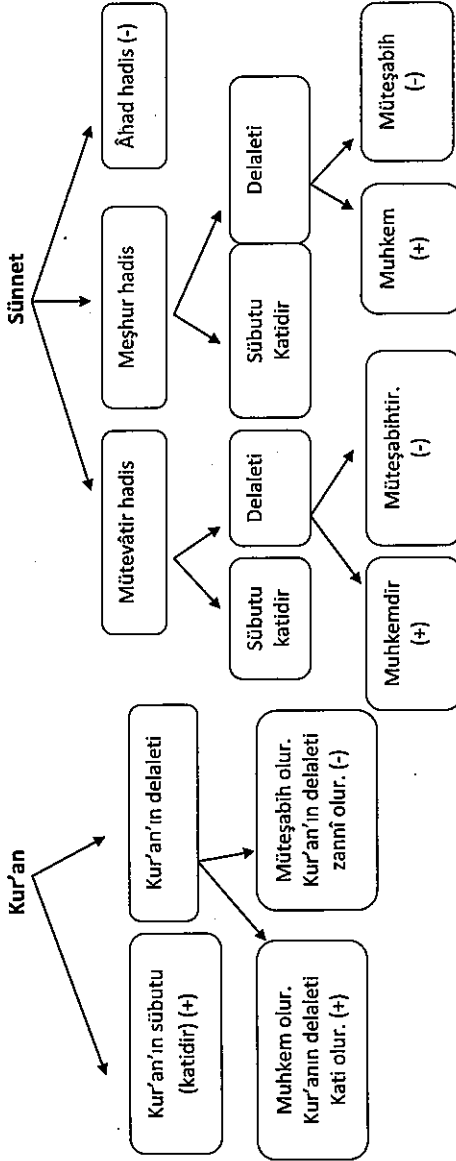 Kur'an
Kur'an'ın sübutu
(katidir) (+)
Kur'an'ın delaleti
Muhkem olur.
Kur'anın delaleti
Kati olur. (+)
Müteşabih olur.
Kur'an'ın delaleti
zannî olur. (-)
Sünnet
Mütevâtir hadis
Meşhur hadis
Âhad hadis (-)
Sübutu
katidir
Delaleti
Sübutu
Katidir
Delaleti
Muhkemdir
(+)
Müteşabihtir.
(-)
Muhkem
(+)
Müteşabih
(-)